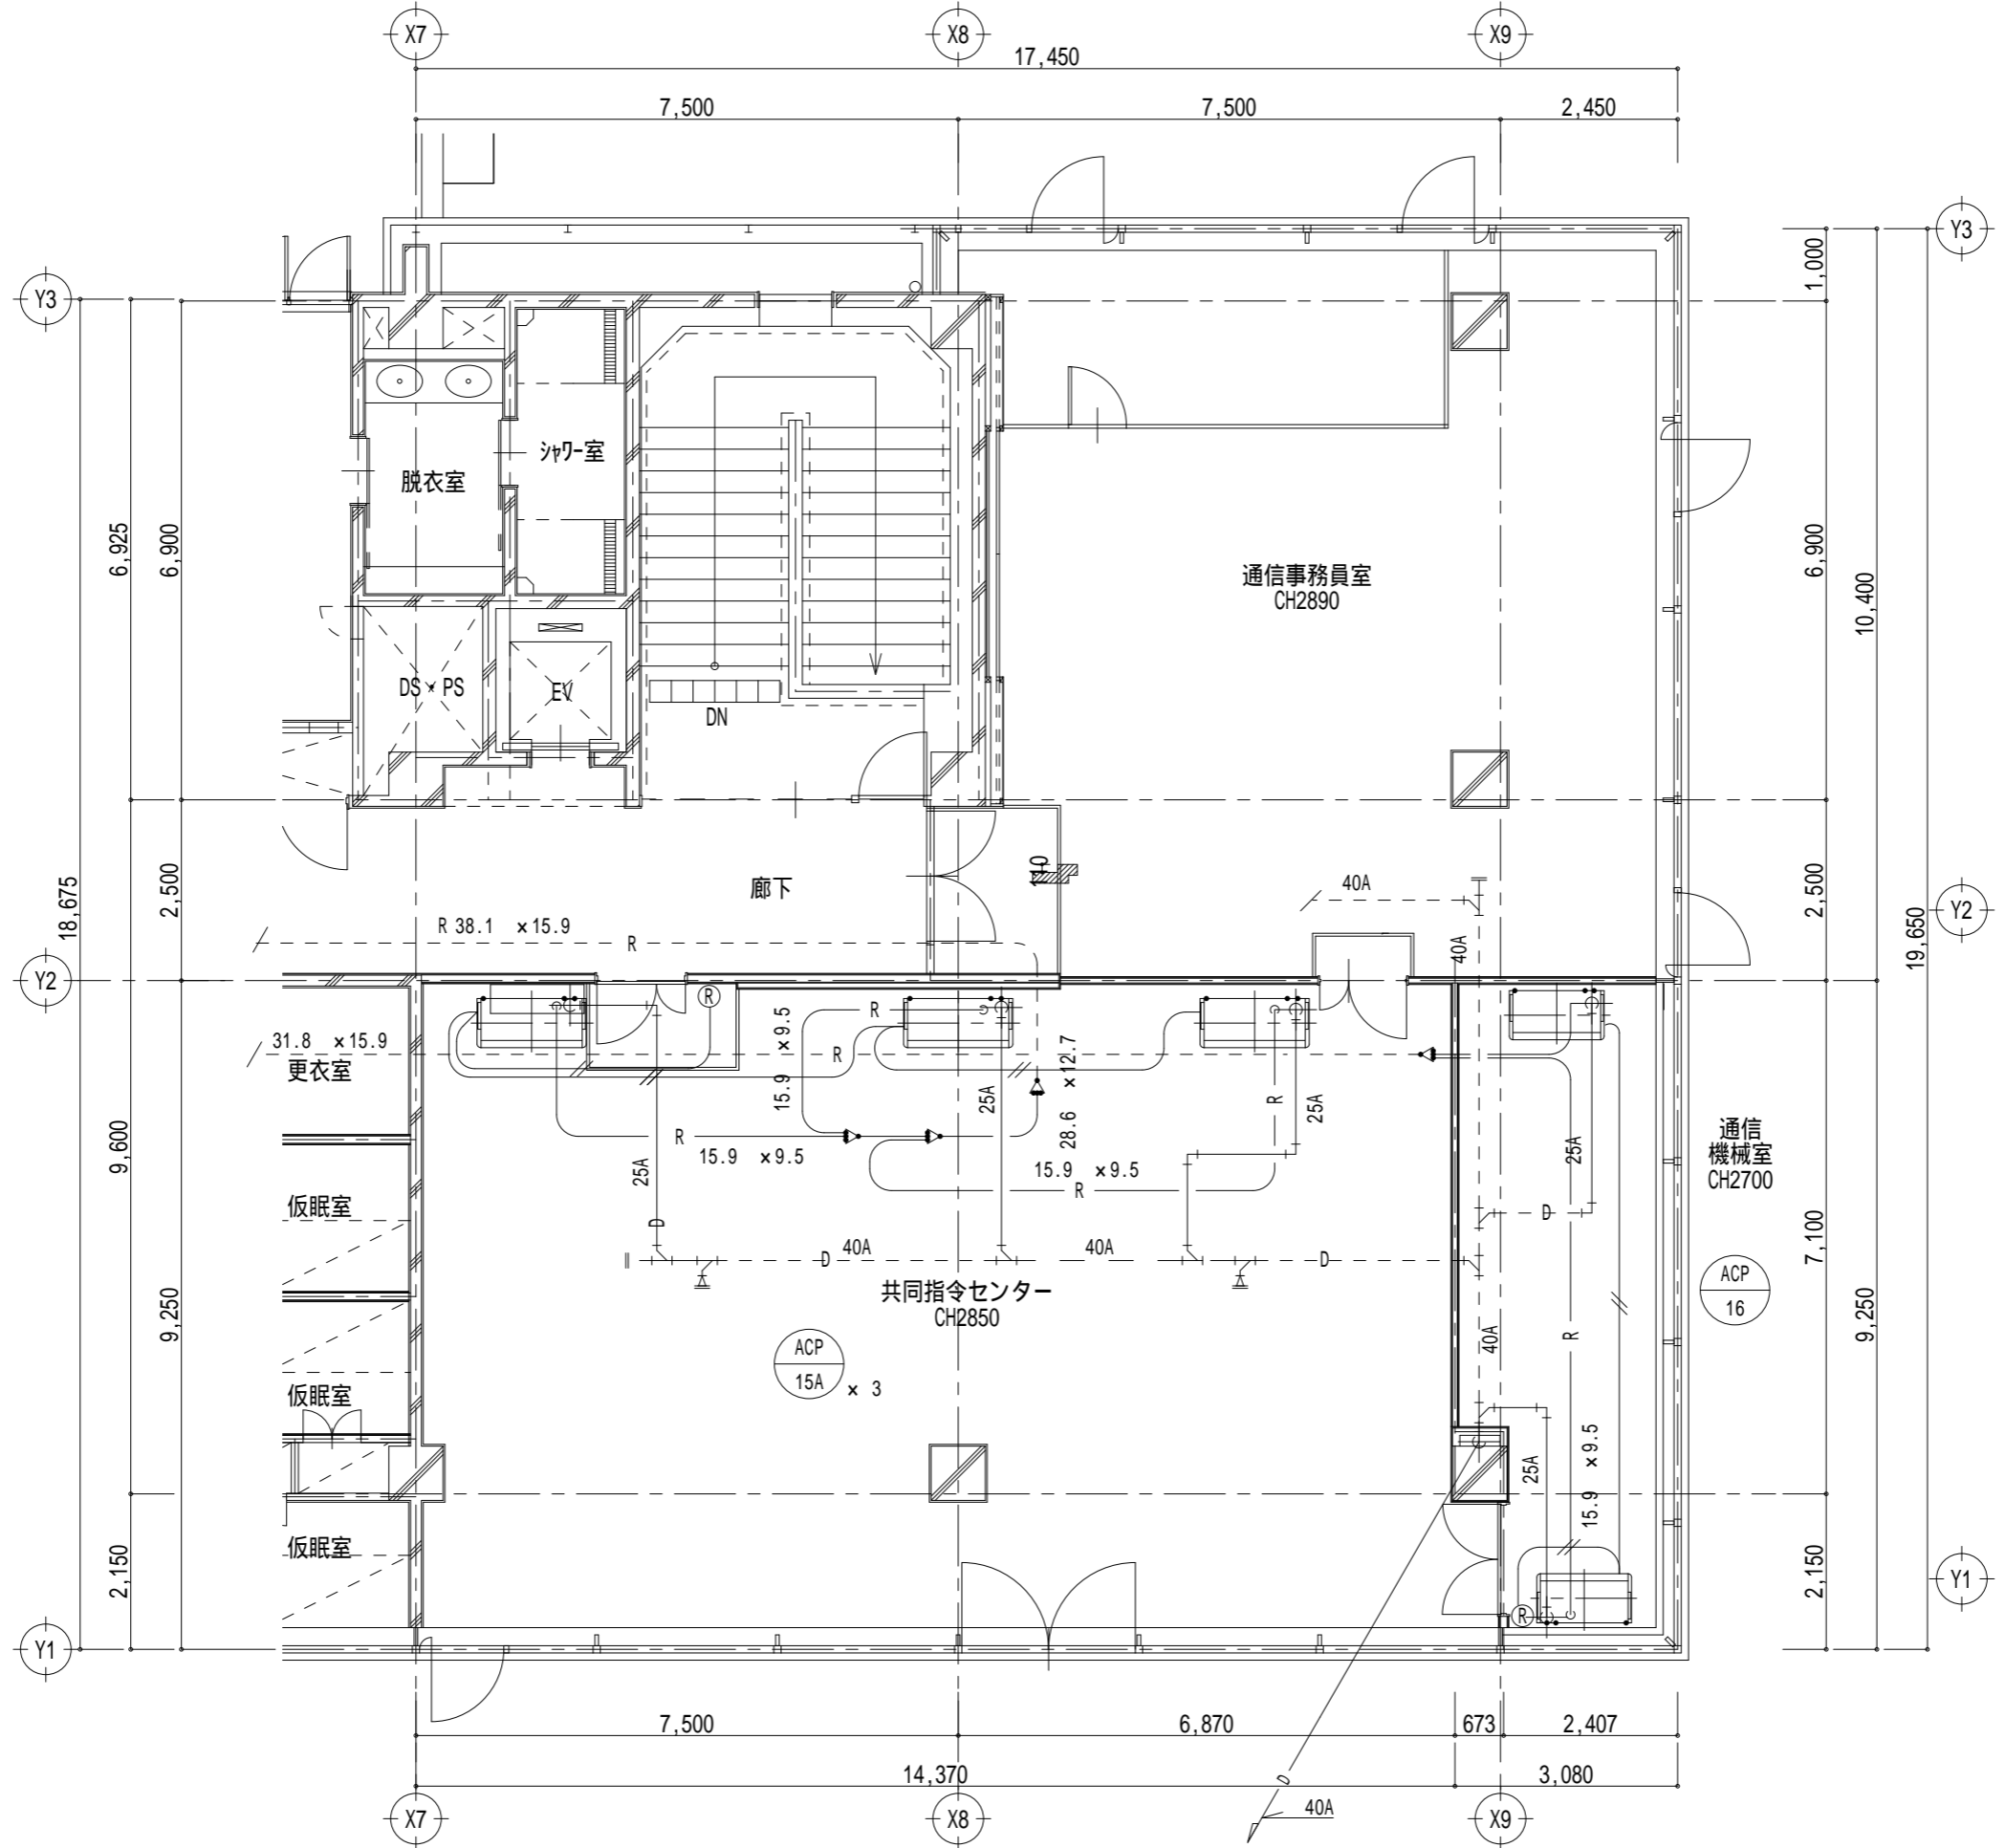 X7
X8
X9
17,450
7,500
7,500
2,450
Y3
Y3
1,000
シャワー室
脱衣室
6,925
6,900
通信事務員室
CH2890
6,900
10,400
DS・PS
EV
DN
18,675
2,500
廊下
110
40A
2,500
19,650
Y2
R 38.1 ×15.9
R
40A
Y2
R
R
31.8 ×15.9
更衣室
R
15.9 ×9.5
25A
28.6 ×12.7
R
25A
R
15.9 ×9.5
15.9 ×9.5
R
25A
25A
通信
機械室
CH2700
9,600
仮眠室
D
D
D
40A
40A
D
7,100
共同指令センター
CH2850
ACP
16
9,250
9,250
40A
R
ACP
15A
× 3
仮眠室
25A
15.9 ×9.5
仮眠室
2,150
2,150
R
Y1
Y1
7,500
6,870
673
2,407
14,370
3,080
D
40A
X7
X8
X9